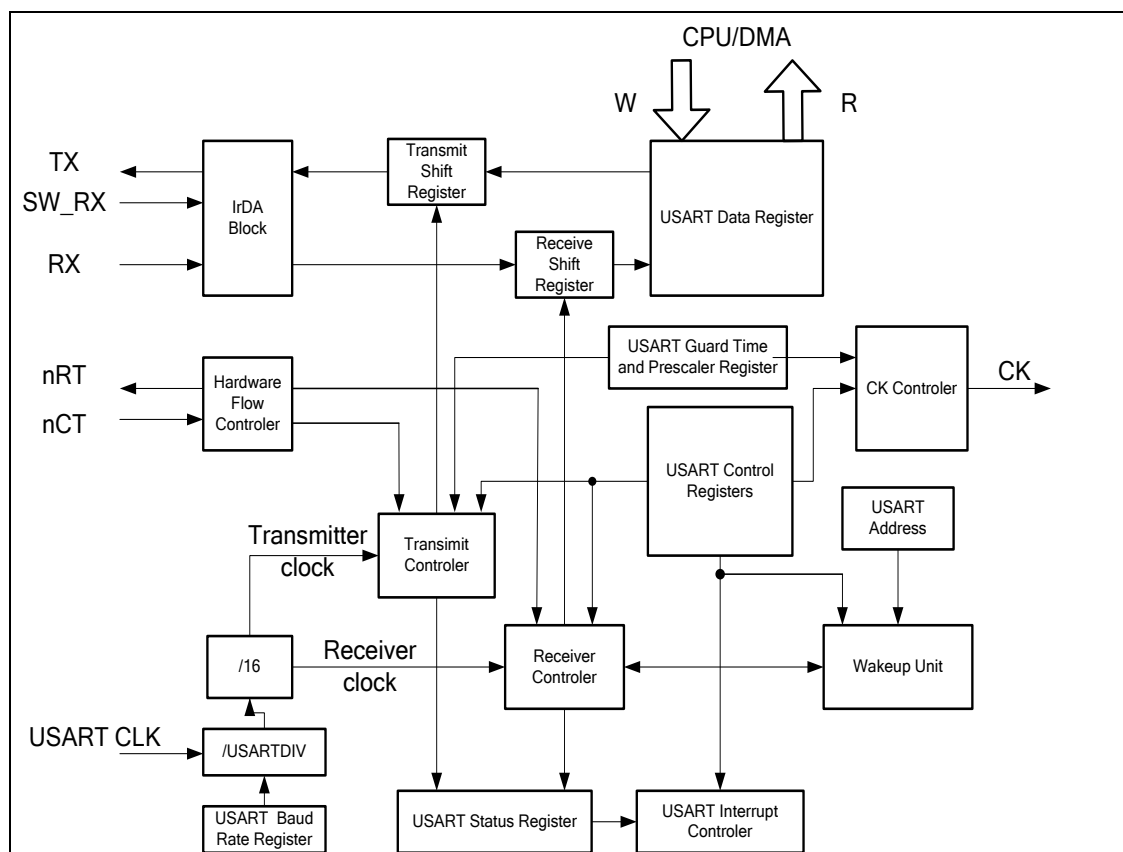 CPU/DMA
W
R
TX
SW_RX
RX
IrDA
Block
Transmit
Shift
Register
Receive
Shift
Register
USART Data Register
nRT
nCT
Hardware
Flow
Controler
USART Guard Time
and Prescaler Register
CK Controler
CK
USART Control
Registers
USART
Address
Transmitter
clock
Transimit
Controler
/16
Receiver
clock
Receiver
Controler
Wakeup Unit
USART CLK
/USARTDIV
USART Baud
Rate Register
USART Status Register
USART Interrupt
Controler